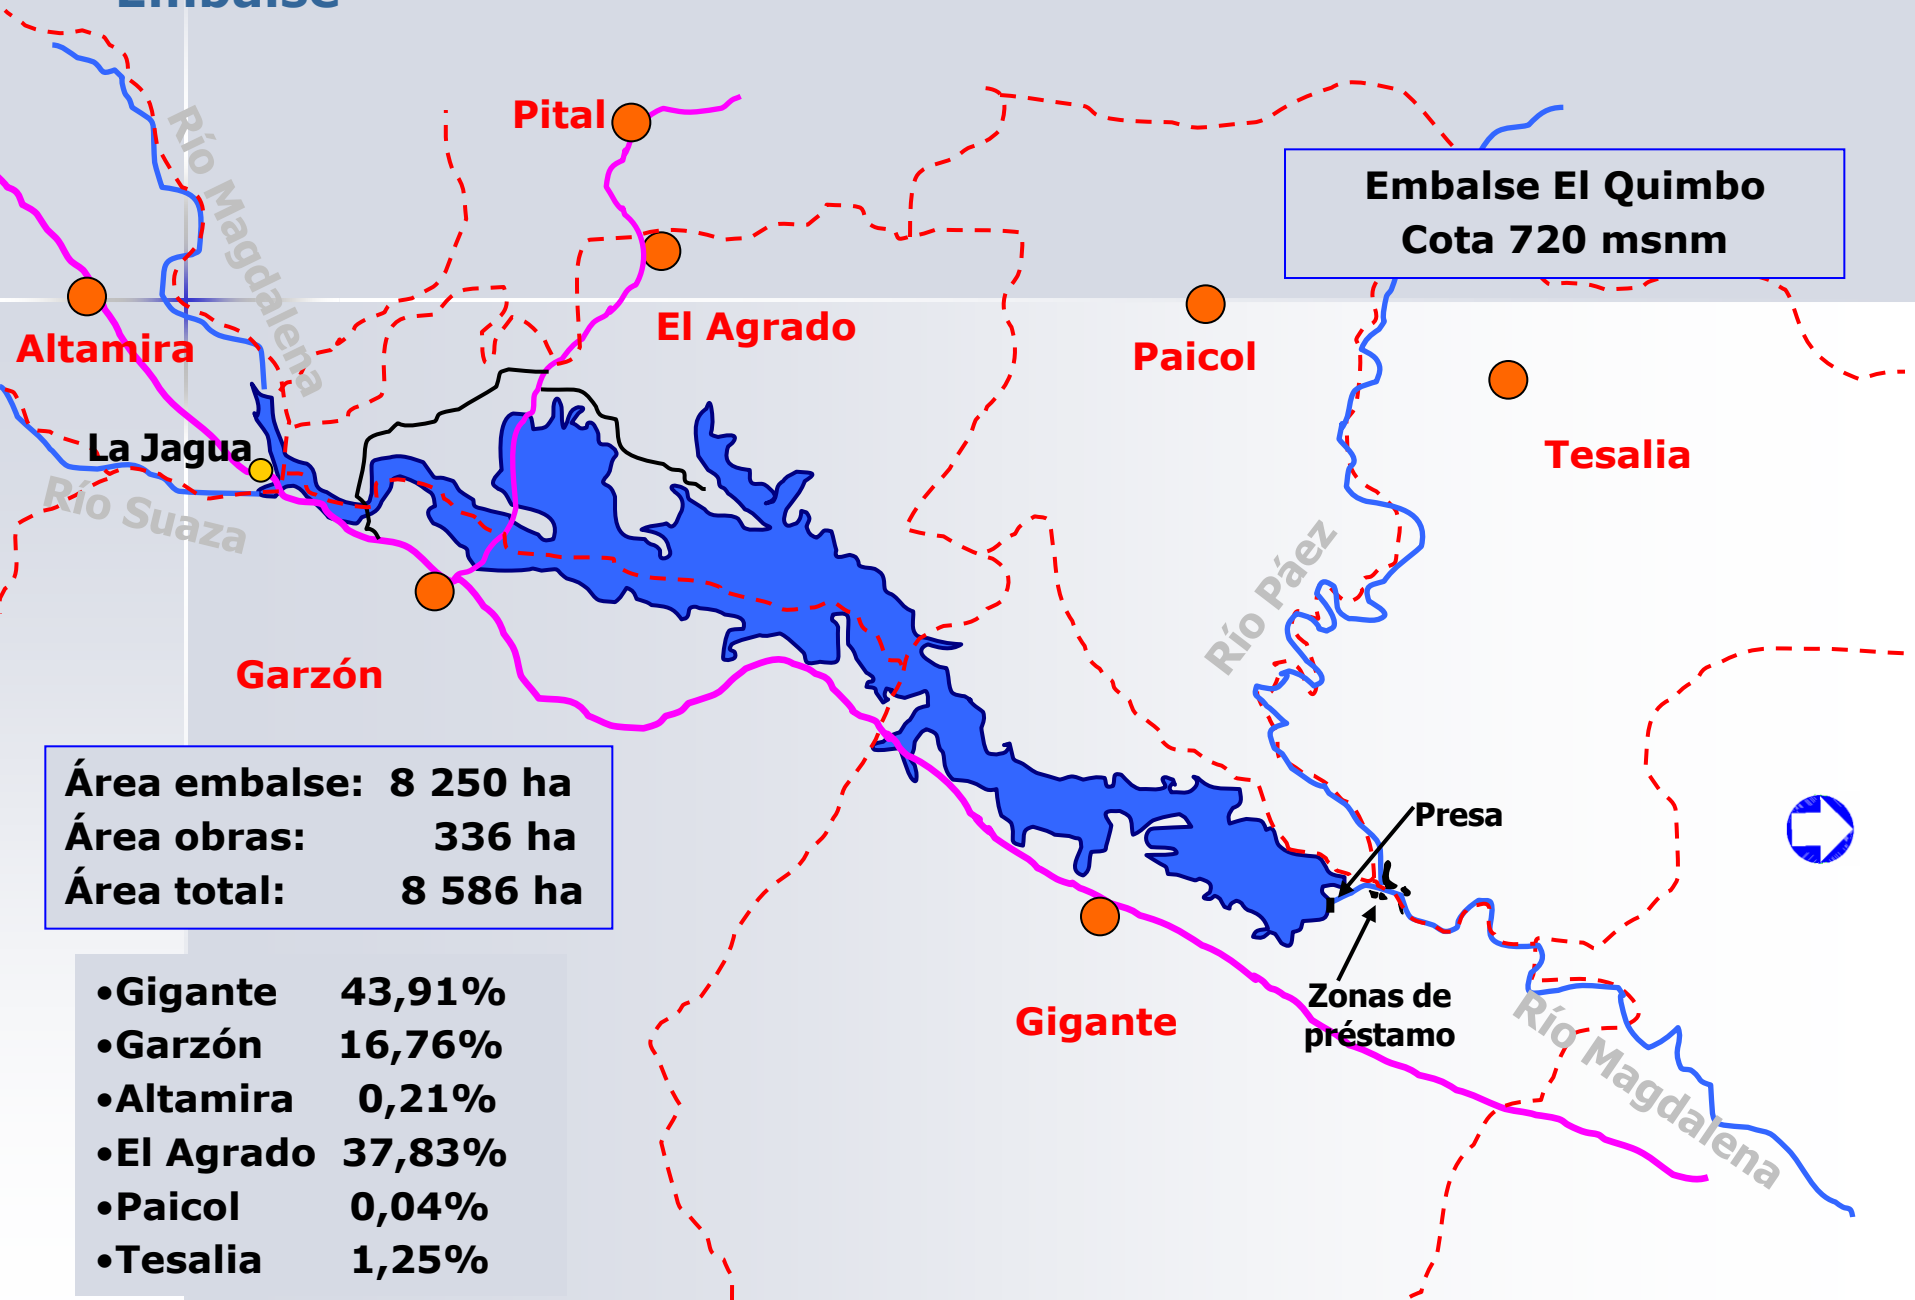 Embalse
Río Magdalena
Pital
Embalse El Quimbo
Cota 720 msnm
El Agrado
Altamira
Paicol
Tesalia
La Jagua
Río Suaza
Río Páez
Garzón
Área embalse: 8 250 ha
Área obras: 336 ha
Área total: 8 586 ha
Presa
Zonas de
préstamo
Gigante
Río Magdalena
•Gigante 43,91%
•Garzón 16,76%
•Altamira 0,21%
•El Agrado 37,83%
•Paicol 0,04%
•Tesalia 1,25%